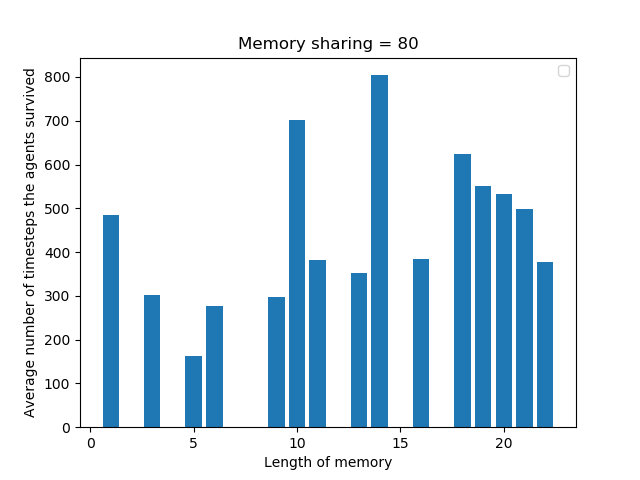 Memory sharing = 80
Average number of timesteps the agents survived
800
700
600
500
400
300
200
100
0
0 5 10 15 20
Length of memory